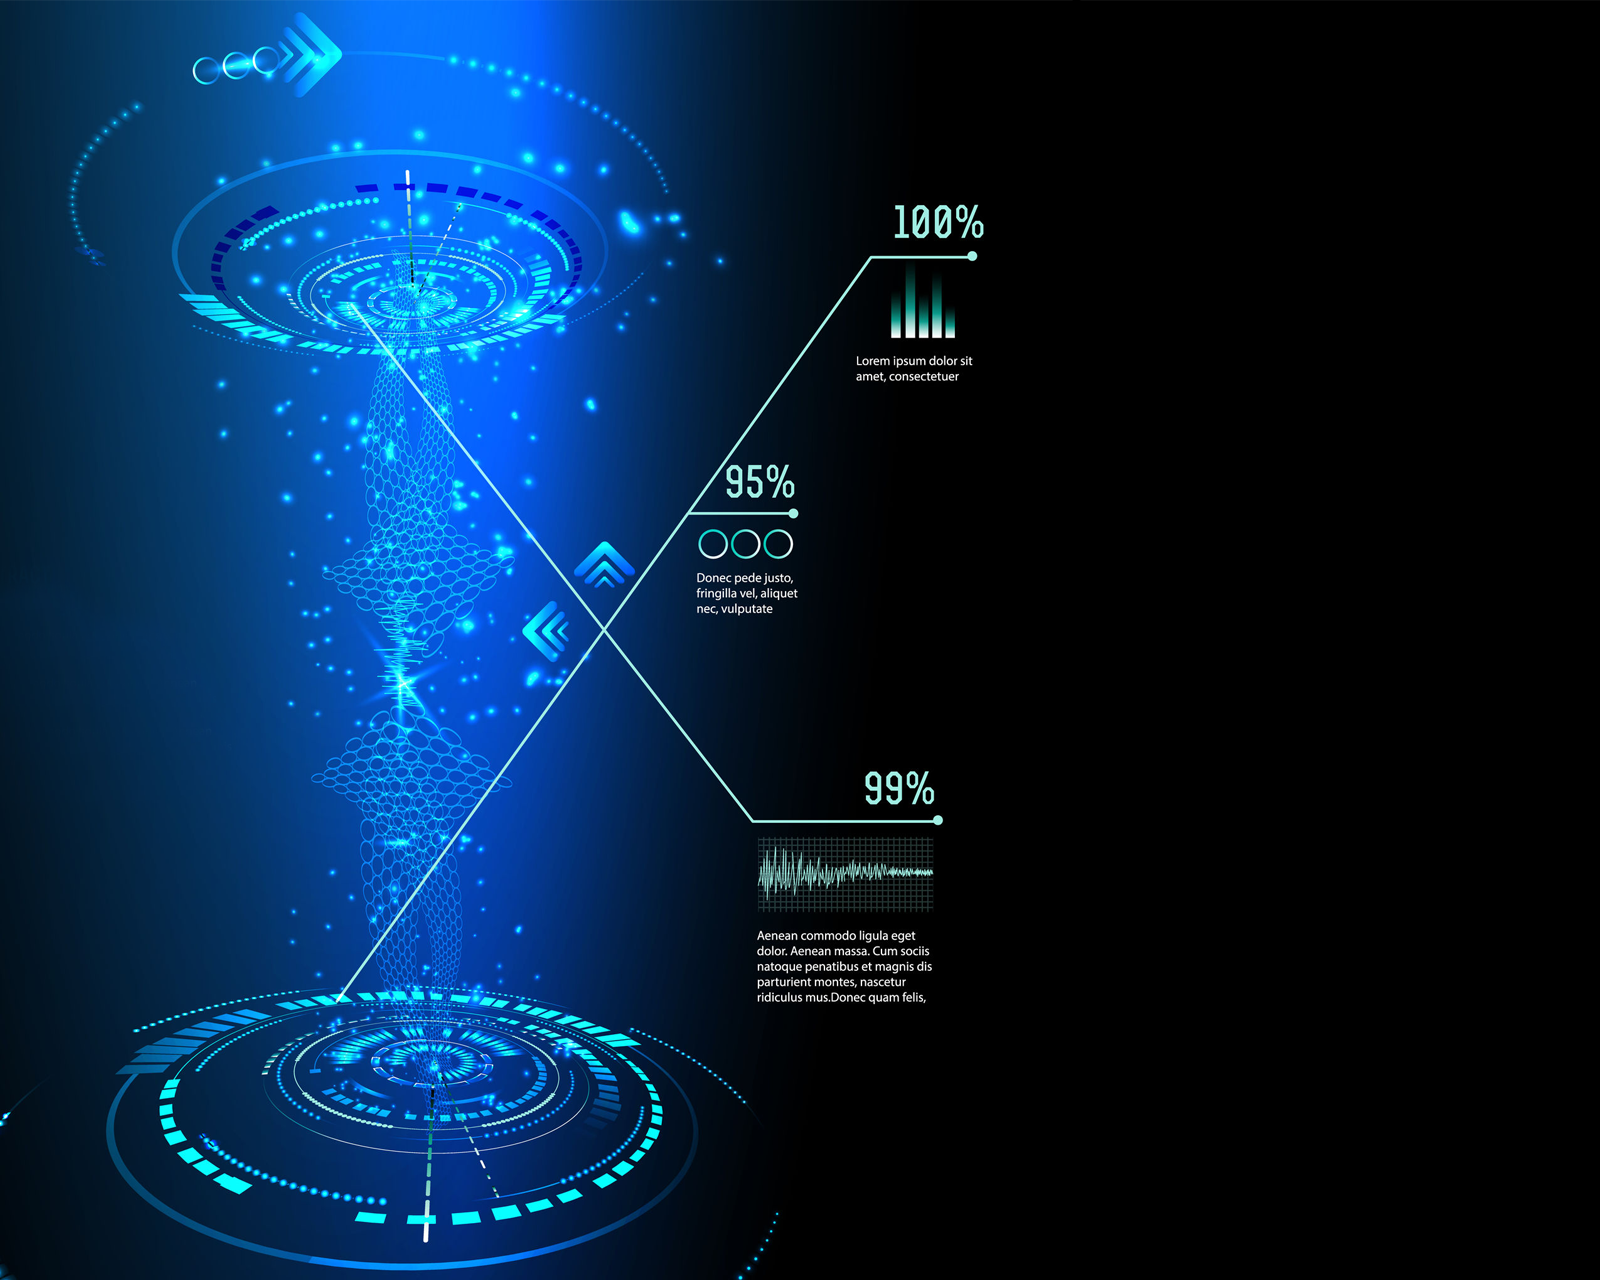 100%
Lorem ipsum dolor sit
amet, consectetuer
95%
Donec pede justo,
fringilla vel, aliquet
nec, vulputate
99%
Aenean commodo ligula eget
dolor. Aenean massa. Cum sociis
natoque penatibus et magnis dis
parturient montes, nascetur
ridiculus mus.Donec quam felis,